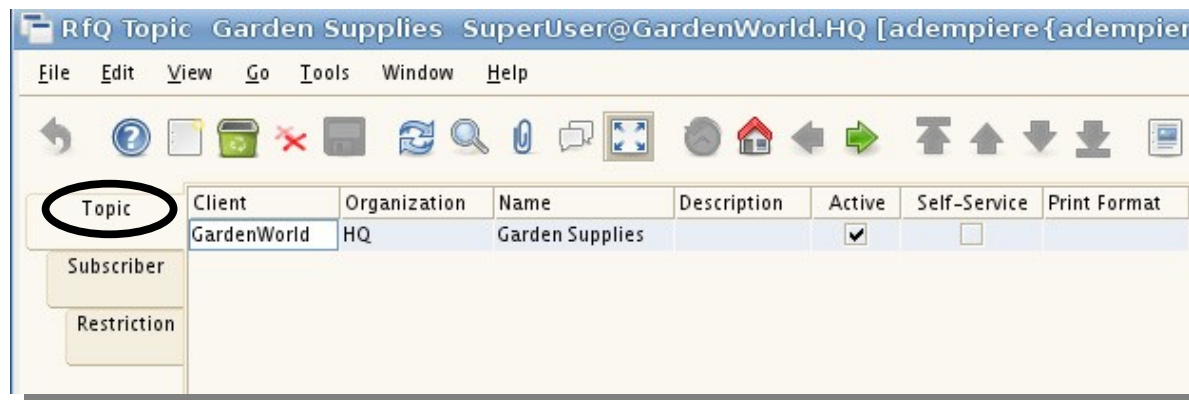 RfQ Topic Garden Supplies SuperUser@GardenWorld.HQ [adempiere{adempier
File Edit View Go Tools Window Help
Topic
Client Organization Name Description Active Self-Service Print Format
GardenWorld HQ Garden Supplies
Subscriber
Restriction